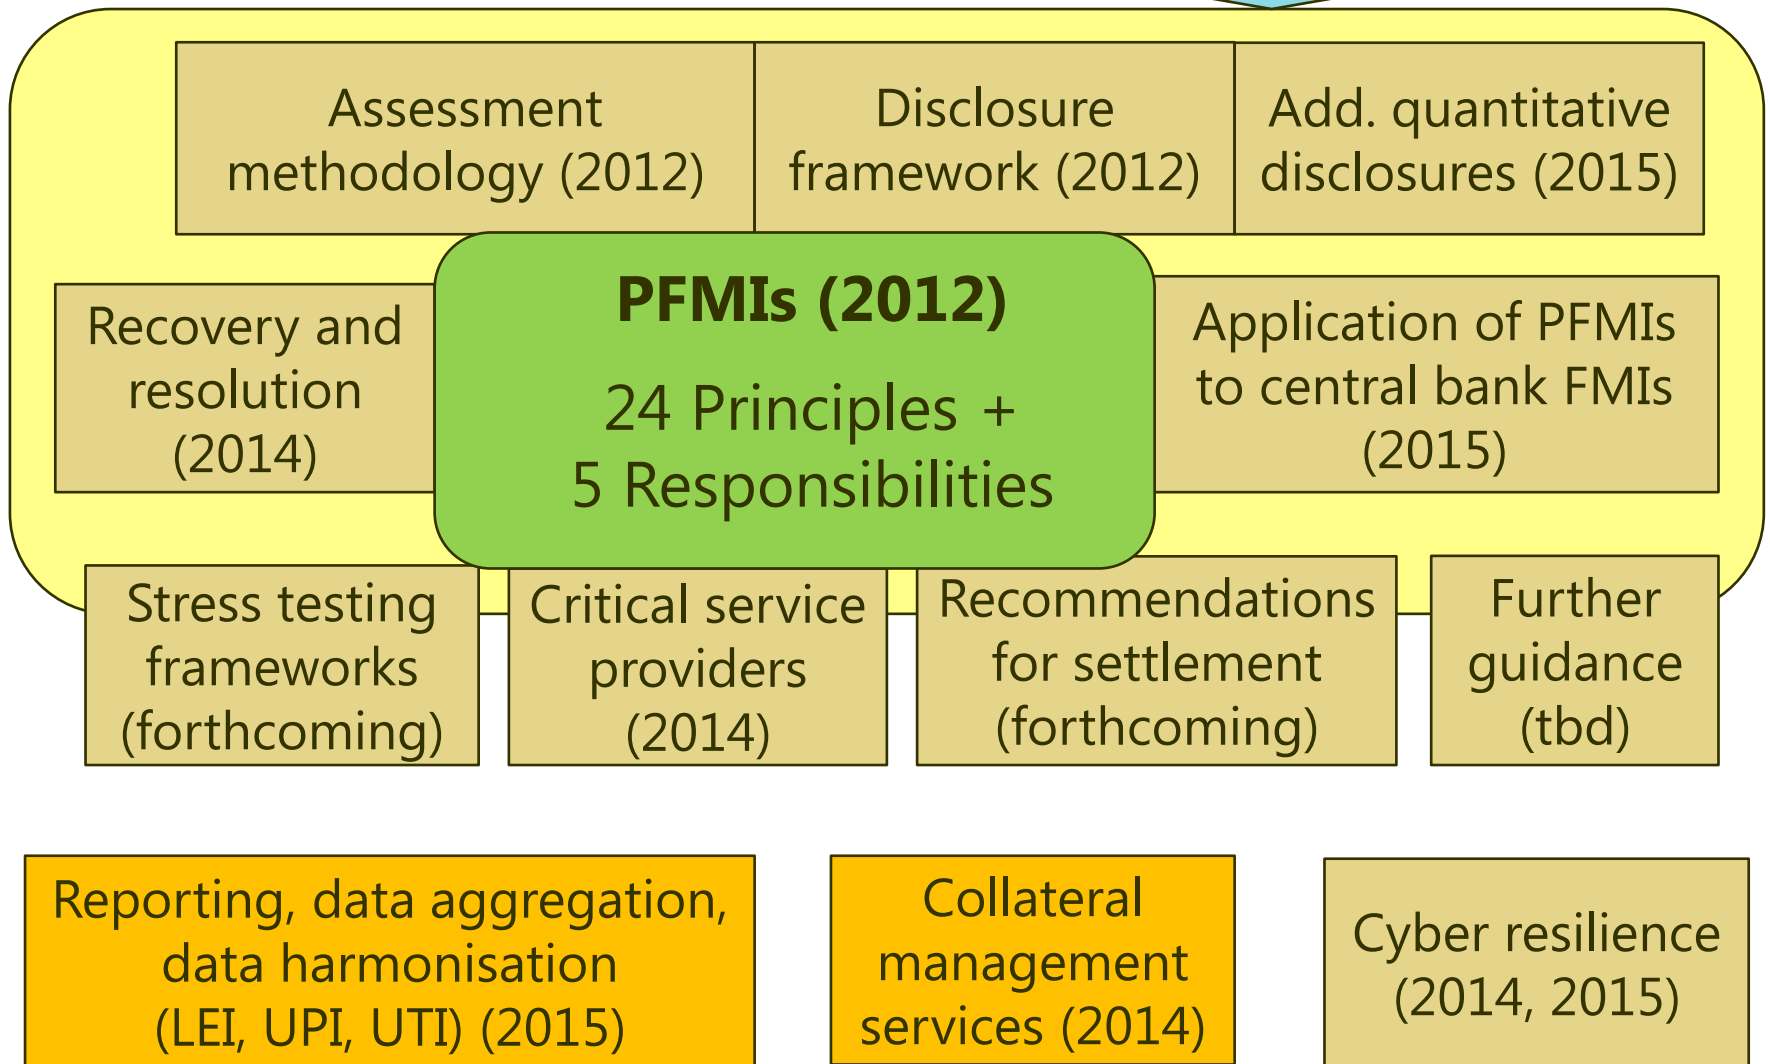 Assessment
methodology (2012)
Disclosure
framework (2012)
Add. quantitative
disclosures (2015)
Recovery and
resolution
(2014)
PFMIs (2012)
24 Principles +
5 Responsibilities
Application of PFMIs
to central bank FMIs
(2015)
Stress testing
frameworks
(forthcoming)
Critical service
providers
(2014)
Recommendations
for settlement
(forthcoming)
Further
guidance
(tbd)
Reporting, data aggregation,
data harmonisation
(LEI, UPI, UTI) (2015)
Collateral
management
services (2014)
Cyber resilience
(2014, 2015)